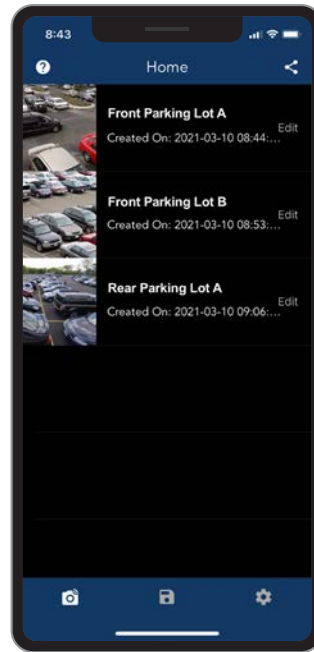 8:43
? Home
Front Parking Lot A
Created On: 2021-03-10 08:44:...
Edit
Front Parking Lot B
Created On: 2021-03-10 08:53:...
Edit
Rear Parking Lot A
Created On: 2021-03-10 09:06:...
Edit